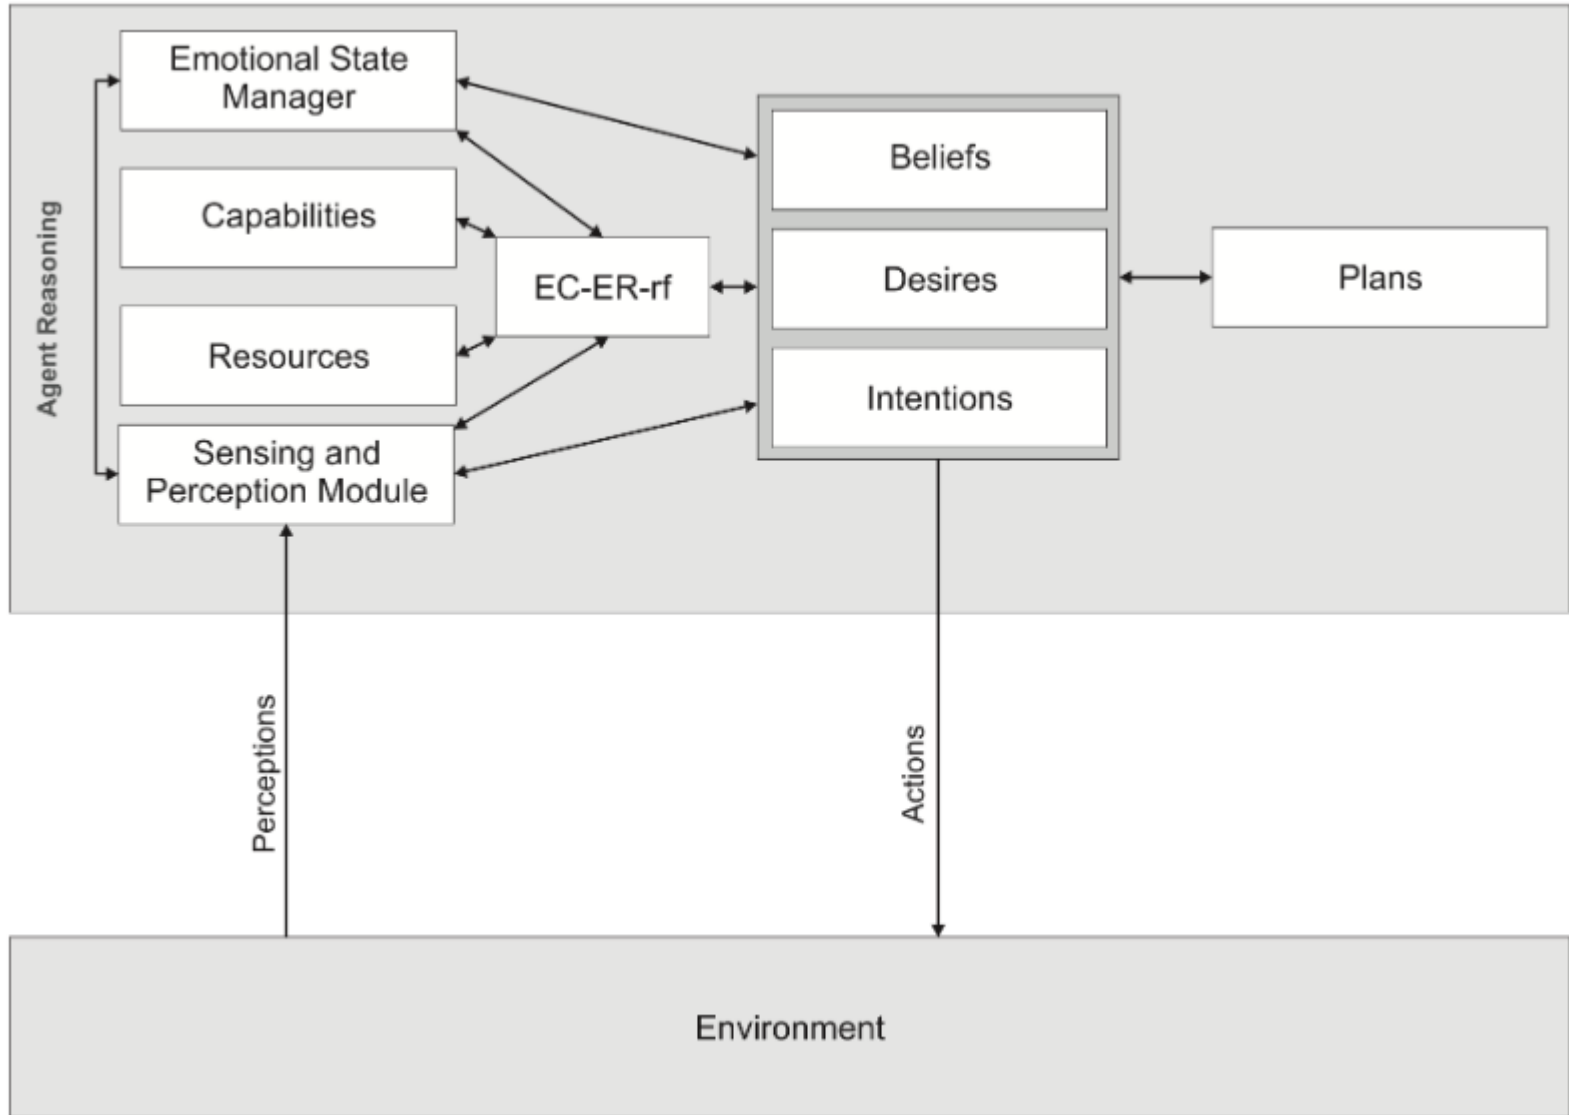 Agent Reasoning
Emotional State
Manager
Capabilities
Resources
Sensing and
Perception Module
EC-ER-rf
Beliefs
Desires
Intentions
Plans
Perceptions
Actions
Environment